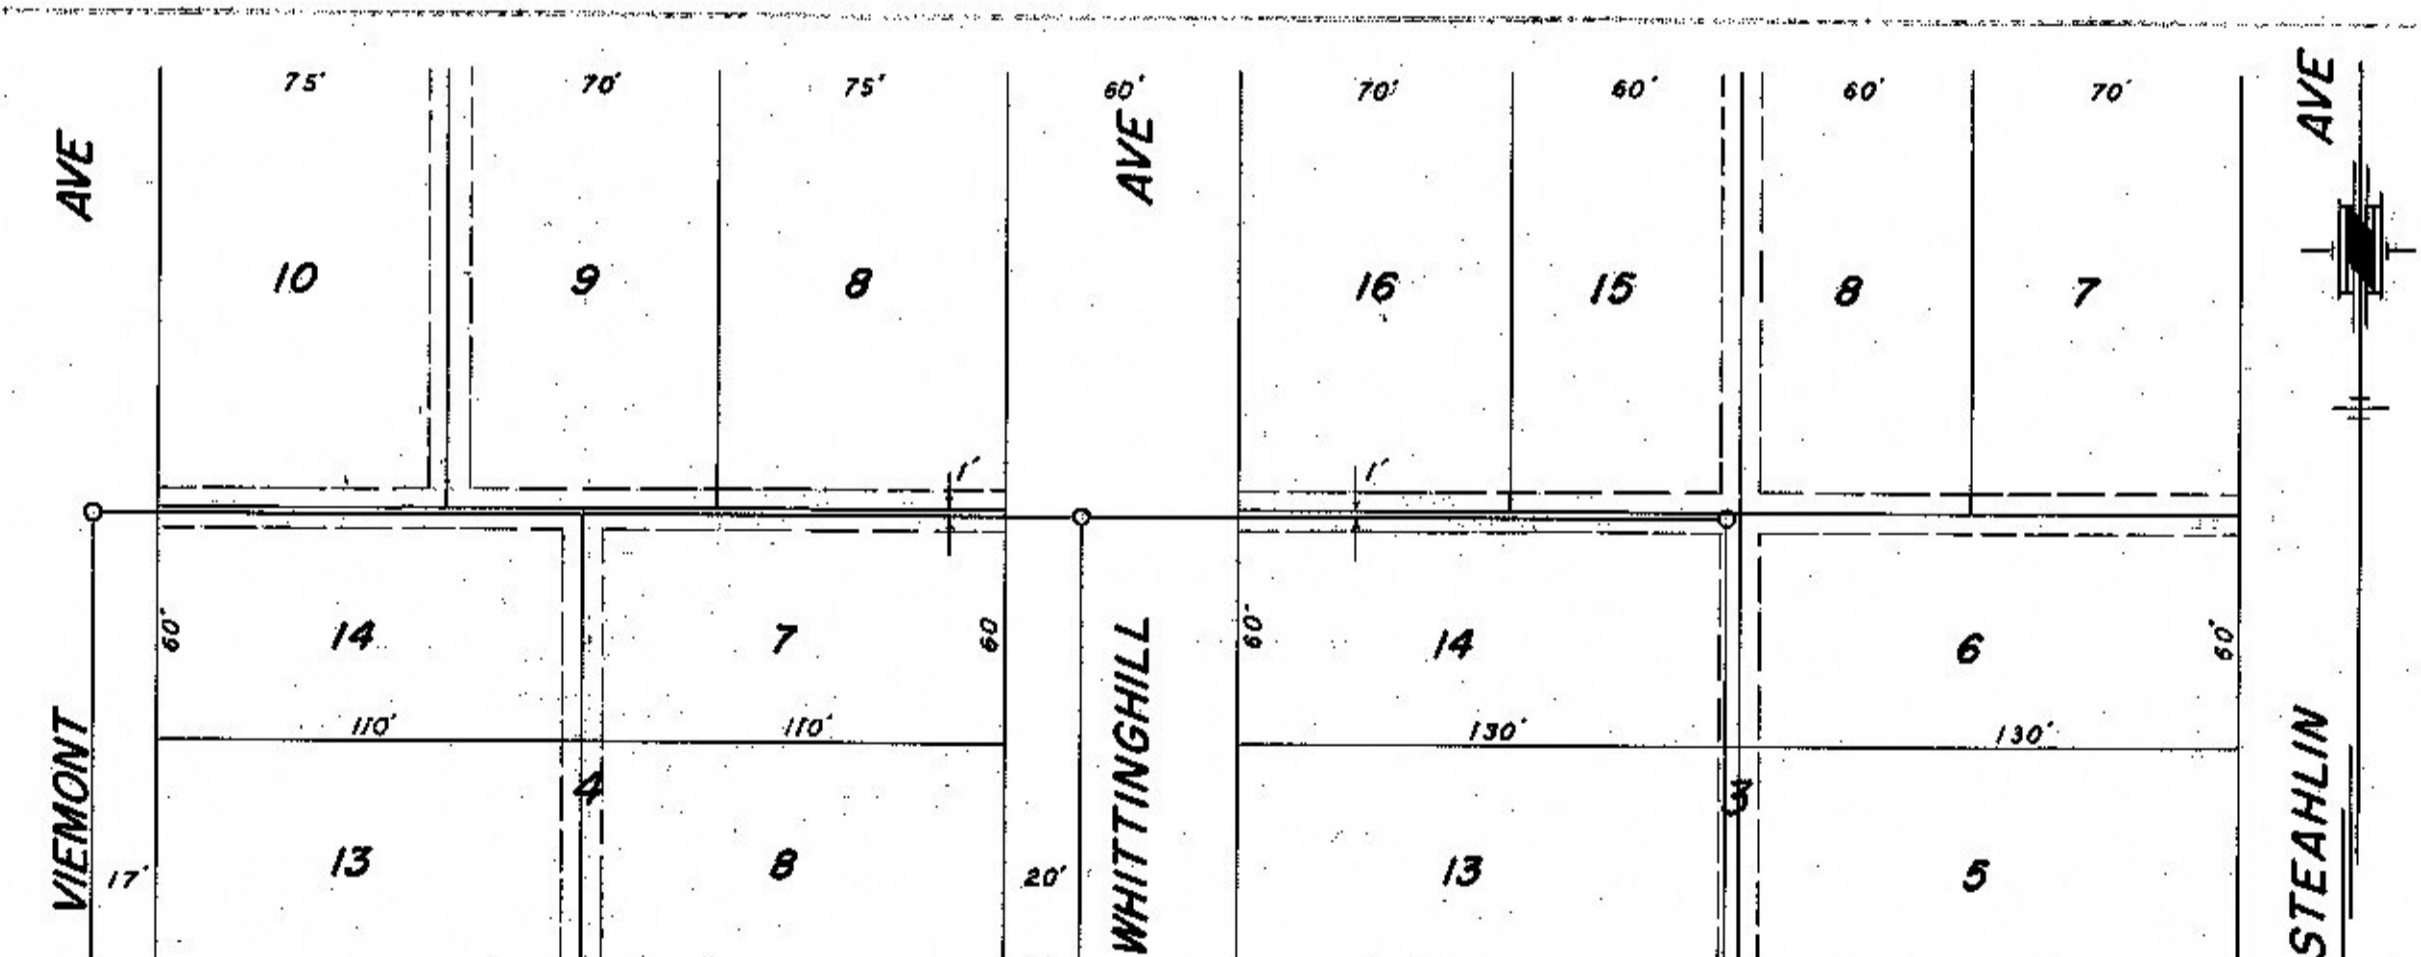 75' 70' 75' 60' 70' 60' 60' 70'
AVE AVE AVE
10 9 8 16 15 8 7
1' 1'
60' 14 7 60' 60' 14 6 60'
110' 110' 130' 130'
4 3
VIEMONT WHITTINGHILL STEAHLIN
17' 13 8 20' 13 5